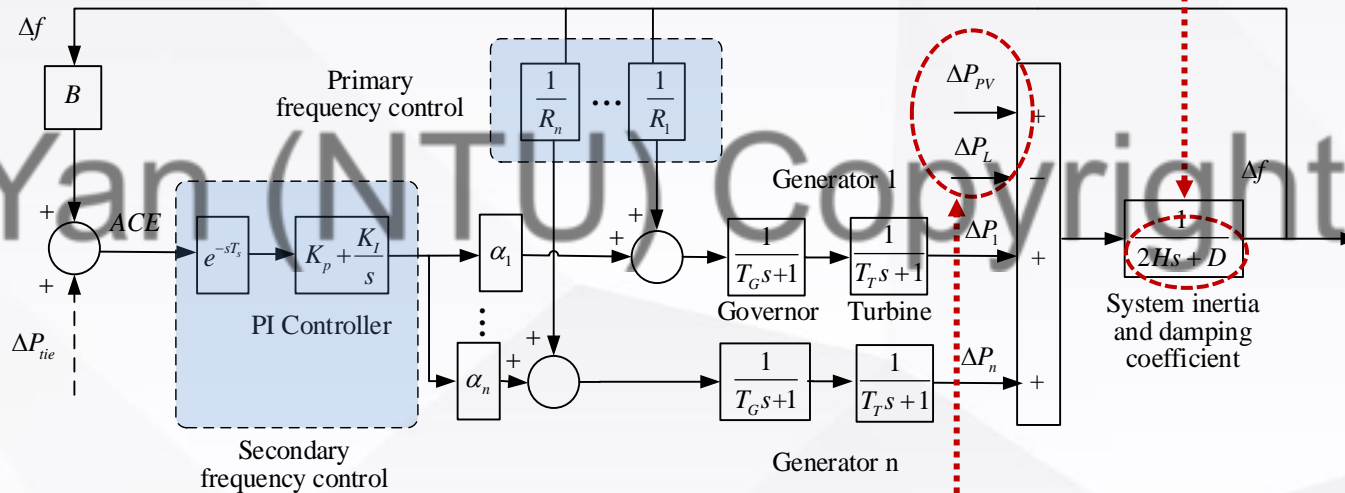 Δf
B
Primary
frequency control
1
R_n
...
1
R_1
ΔP_PV
+
ΔP_L
−
Yan (NTU) Copyright
Generator 1
Δf
+
+
ACE
e^{-sT_s}
K_p + K_I
s
PI Controller
α_1
⋮
α_n
+
+
+
+
1
T_G s+1
Governor
1
T_T s+1
Turbine
ΔP_1
+
1
2Hs + D
System inertia
and damping
coefficient
ΔP_tie
1
T_G s+1
1
T_T s+1
ΔP_n
+
Secondary
frequency control
Generator n